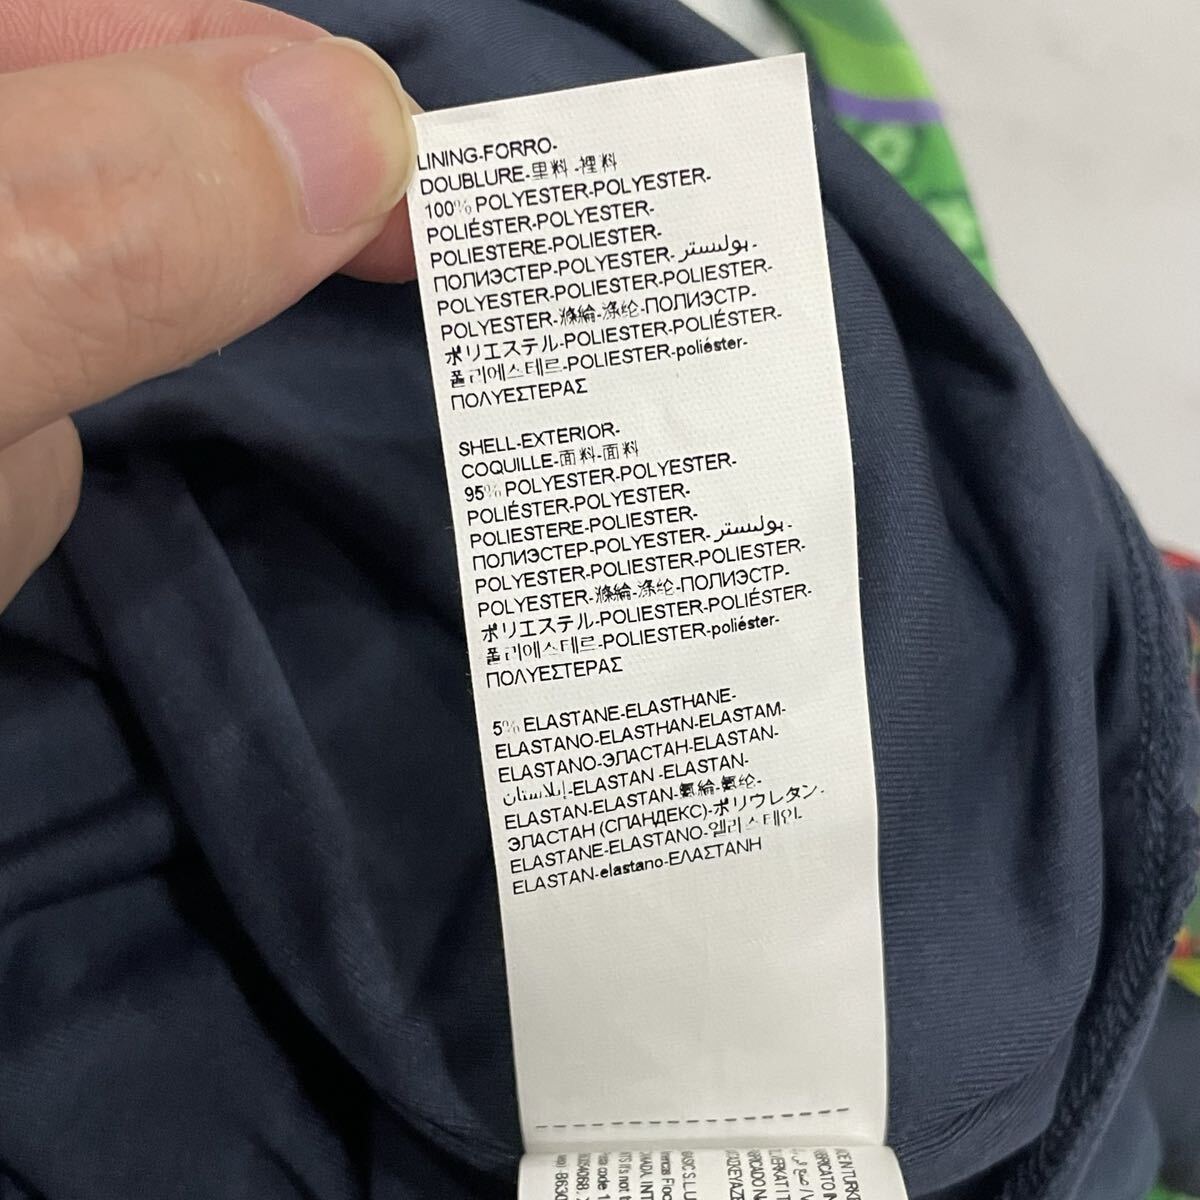 LINING-FORRO-
DOUBLURE-里料 -裡料
100% POLYESTER-POLYESTER-
POLIÉSTER-POLYESTER-
POLIESTERE-POLIESTER-
ПОЛИЭСТЕР-POLYESTER- بوليستر -
POLYESTER-POLIESTER-POLIESTER-
POLYESTER-滌綸-涤纶-ПОЛИЭСТР-
ポリエステル-POLIESTER-POLIÉSTER-
폴리에스테르-POLIESTER-poliéster-
ΠΟΛΥΕΣΤΕΡΑΣ
SHELL-EXTERIOR-
COQUILLE-面料-面料
95% POLYESTER-POLYESTER-
POLIÉSTER-POLYESTER-
POLIESTERE-POLIESTER-
ПОЛИЭСТЕР-POLYESTER- بوليستر -
POLYESTER-POLIESTER-POLIESTER-
POLYESTER-滌綸-涤纶-ПОЛИЭСТР-
ポリエステル-POLIESTER-POLIÉSTER-
폴리에스테르-POLIESTER-poliéster-
ΠΟΛΥΕΣΤΕΡΑΣ
5% ELASTANE-ELASTHANE-
ELASTANO-ELASTHAN-ELASTAM-
ELASTANO-ЭЛАСТАН-ELASTAN-
إيلاستان-ELASTAN -ELASTAN-
ELASTAN-ELASTAN-氨綸-氨纶-
ЭЛАСТАН (СПАНДЕКС)-ポリウレタン-
ELASTANE-ELASTANO-엘라스테인-
ELASTAN-elastano-ΕΛΑΣΤΑΝΗ